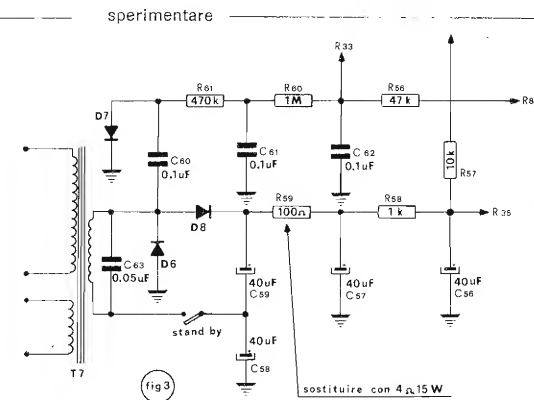 sperimentare
R33
R61
470k
R60
1M
R56
47k
R8
D7
C60
0.1uF
C61
0.1uF
C62
0.1uF
10k
R57
R59
100Ω
R58
1k
R35
D8
C63
0.05uF
D6
40uF
C59
40uF
C57
40uF
C56
stand by
40uF
C58
T7
fig3
sostituire con 4Ω 15W